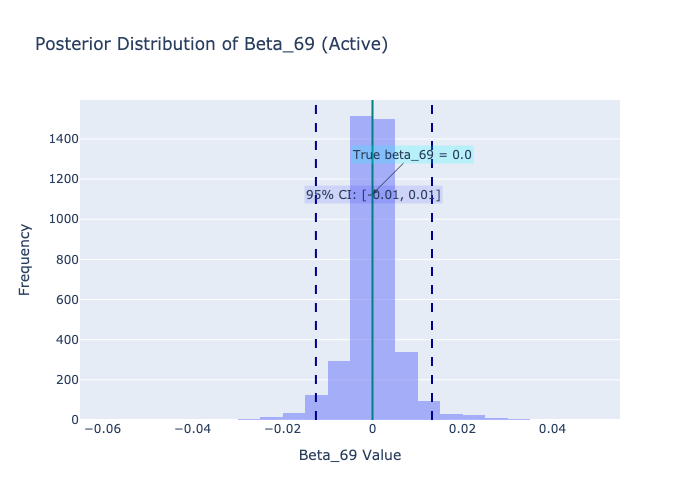 Posterior Distribution of Beta_69 (Active)
1400
1200
1000
800
600
400
200
0
Frequency
True beta_69 = 0.0
95% CI: [-0.01, 0.01]
−0.06
−0.04
−0.02
0
0.02
0.04
Beta_69 Value